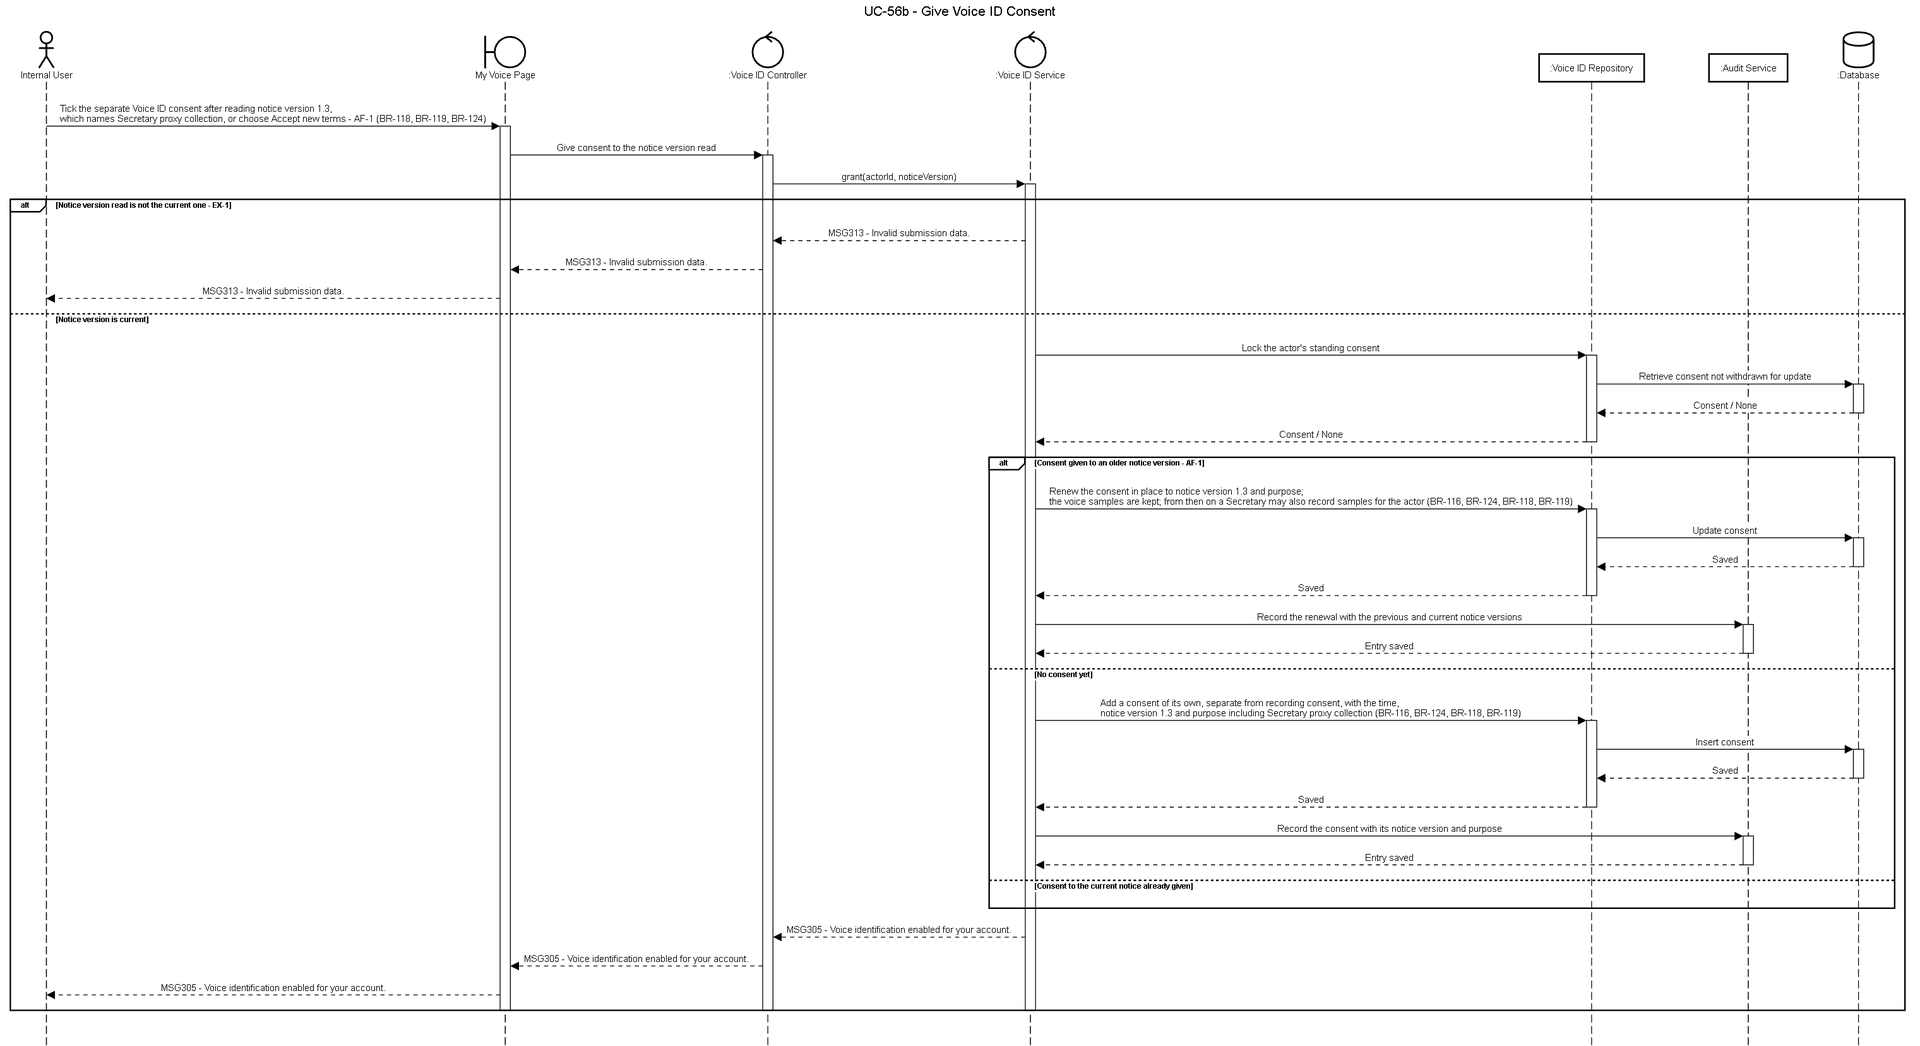 UC-56b - Give Voice ID Consent
Internal User
My Voice Page
:Voice ID Controller
:Voice ID Service
:Voice ID Repository
:Audit Service
:Database
Tick the separate Voice ID consent after reading notice version 1.3,
which names Secretary proxy collection, or choose Accept new terms - AF-1 (BR-118, BR-119, BR-124)
Give consent to the notice version read
grant(actorId, noticeVersion)
alt
[Notice version read is not the current one - EX-1]
MSG313 - Invalid submission data.
MSG313 - Invalid submission data.
MSG313 - Invalid submission data.
[Notice version is current]
Lock the actor's standing consent
Retrieve consent not withdrawn for update
Consent / None
Consent / None
alt
[Consent given to an older notice version - AF-1]
Renew the consent in place to notice version 1.3 and purpose;
the voice samples are kept; from then on a Secretary may also record samples for the actor (BR-116, BR-124, BR-118, BR-119)
Update consent
Saved
Saved
Record the renewal with the previous and current notice versions
Entry saved
[No consent yet]
Add a consent of its own, separate from recording consent, with the time,
notice version 1.3 and purpose including Secretary proxy collection (BR-116, BR-124, BR-118, BR-119)
Insert consent
Saved
Saved
Record the consent with its notice version and purpose
Entry saved
[Consent to the current notice already given]
MSG305 - Voice identification enabled for your account.
MSG305 - Voice identification enabled for your account.
MSG305 - Voice identification enabled for your account.